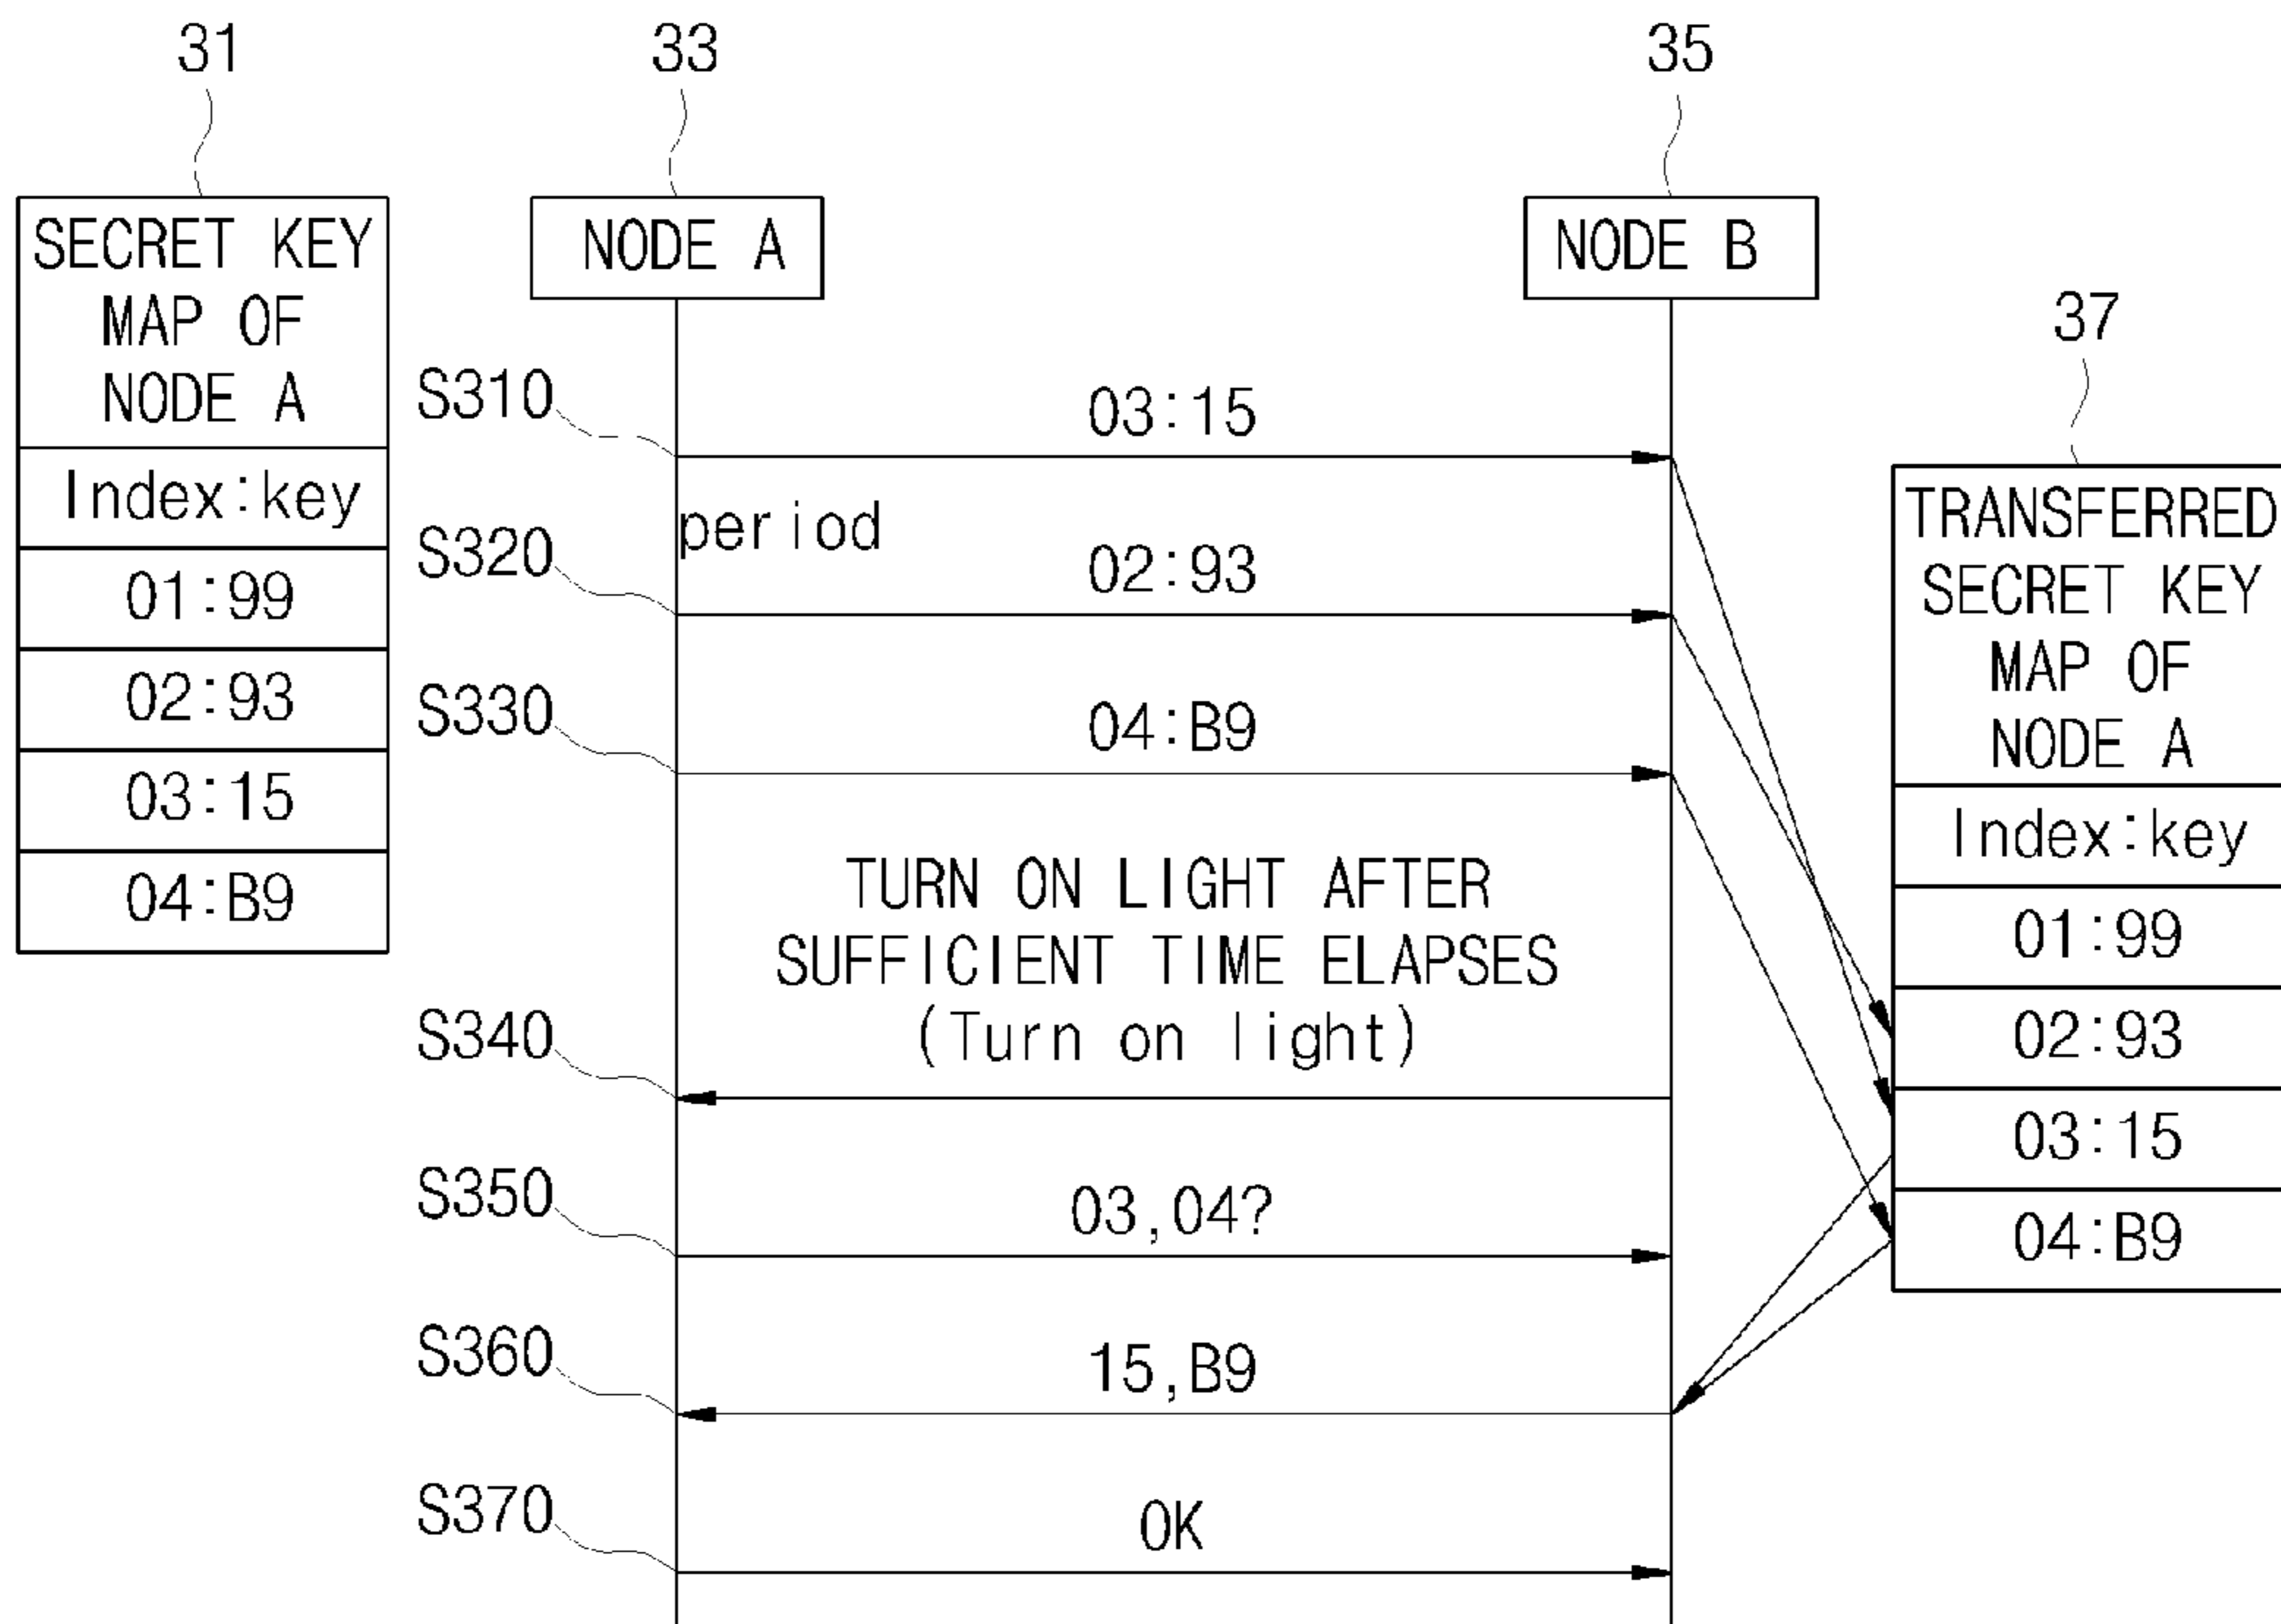 31
33
35
SECRET KEY
MAP OF
NODE A
Index:key
01:99
02:93
03:15
04:B9
NODE A
NODE B
37
S310
03:15
period
S320
02:93
S330
04:B9
TURN ON LIGHT AFTER
SUFFICIENT TIME ELAPSES
(Turn on light)
S340
S350
03,04?
S360
15,B9
S370
OK
TRANSFERRED
SECRET KEY
MAP OF
NODE A
Index:key
01:99
02:93
03:15
04:B9